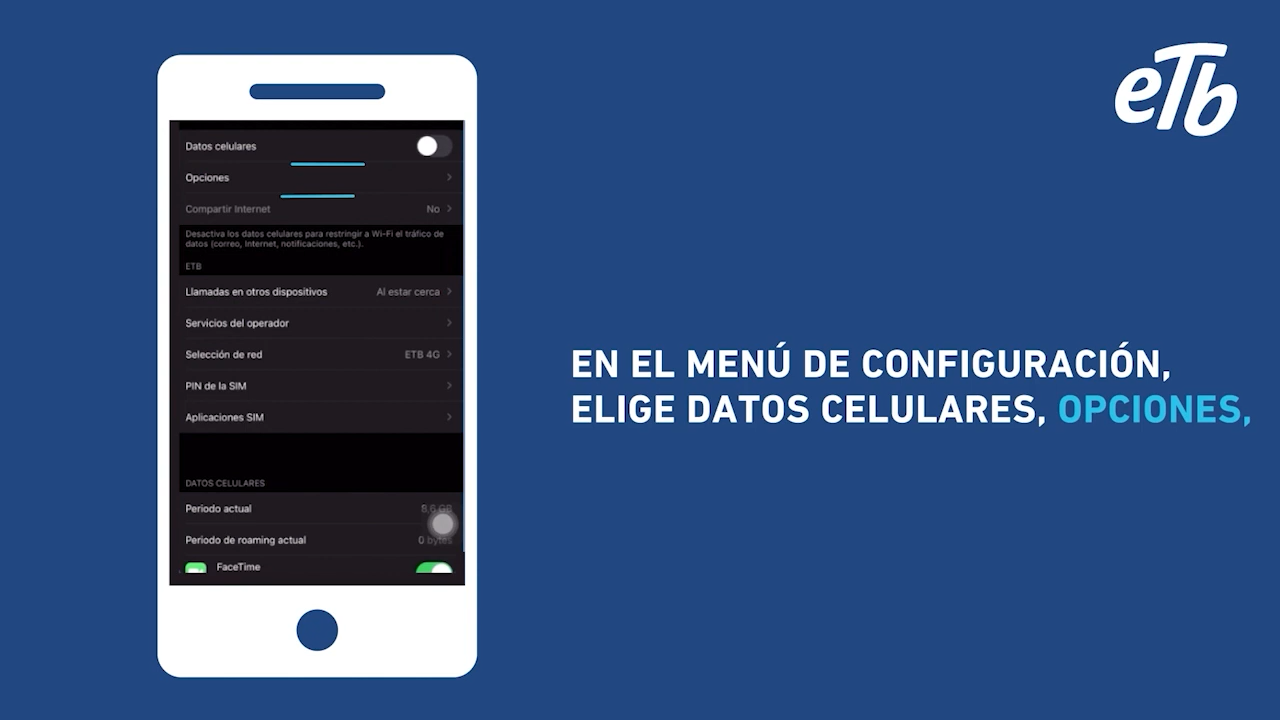 eTb
Datos celulares
Opciones
Compartir Internet No
Desactiva los datos celulares para restringir a Wi-Fi el tráfico de
datos (correo, Internet, notificaciones, etc.).
ETB
Llamadas en otros dispositivos Al estar cerca
Servicios del operador
Selección de red ETB 4G
PIN de la SIM
Aplicaciones SIM
DATOS CELULARES
Periodo actual
Periodo de roaming actual 0 bytes
FaceTime
EN EL MENÚ DE CONFIGURACIÓN,
ELIGE DATOS CELULARES, OPCIONES,